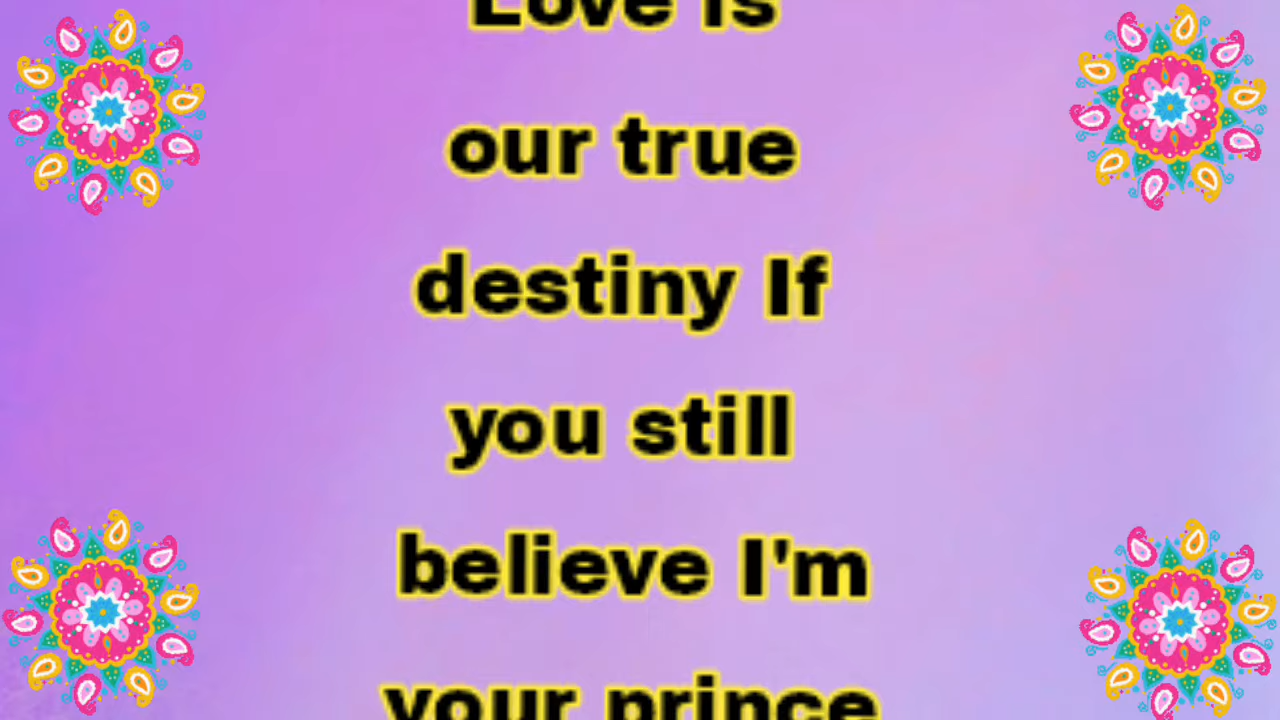 Love is
our true
destiny If
you still
believe I'm
your prince